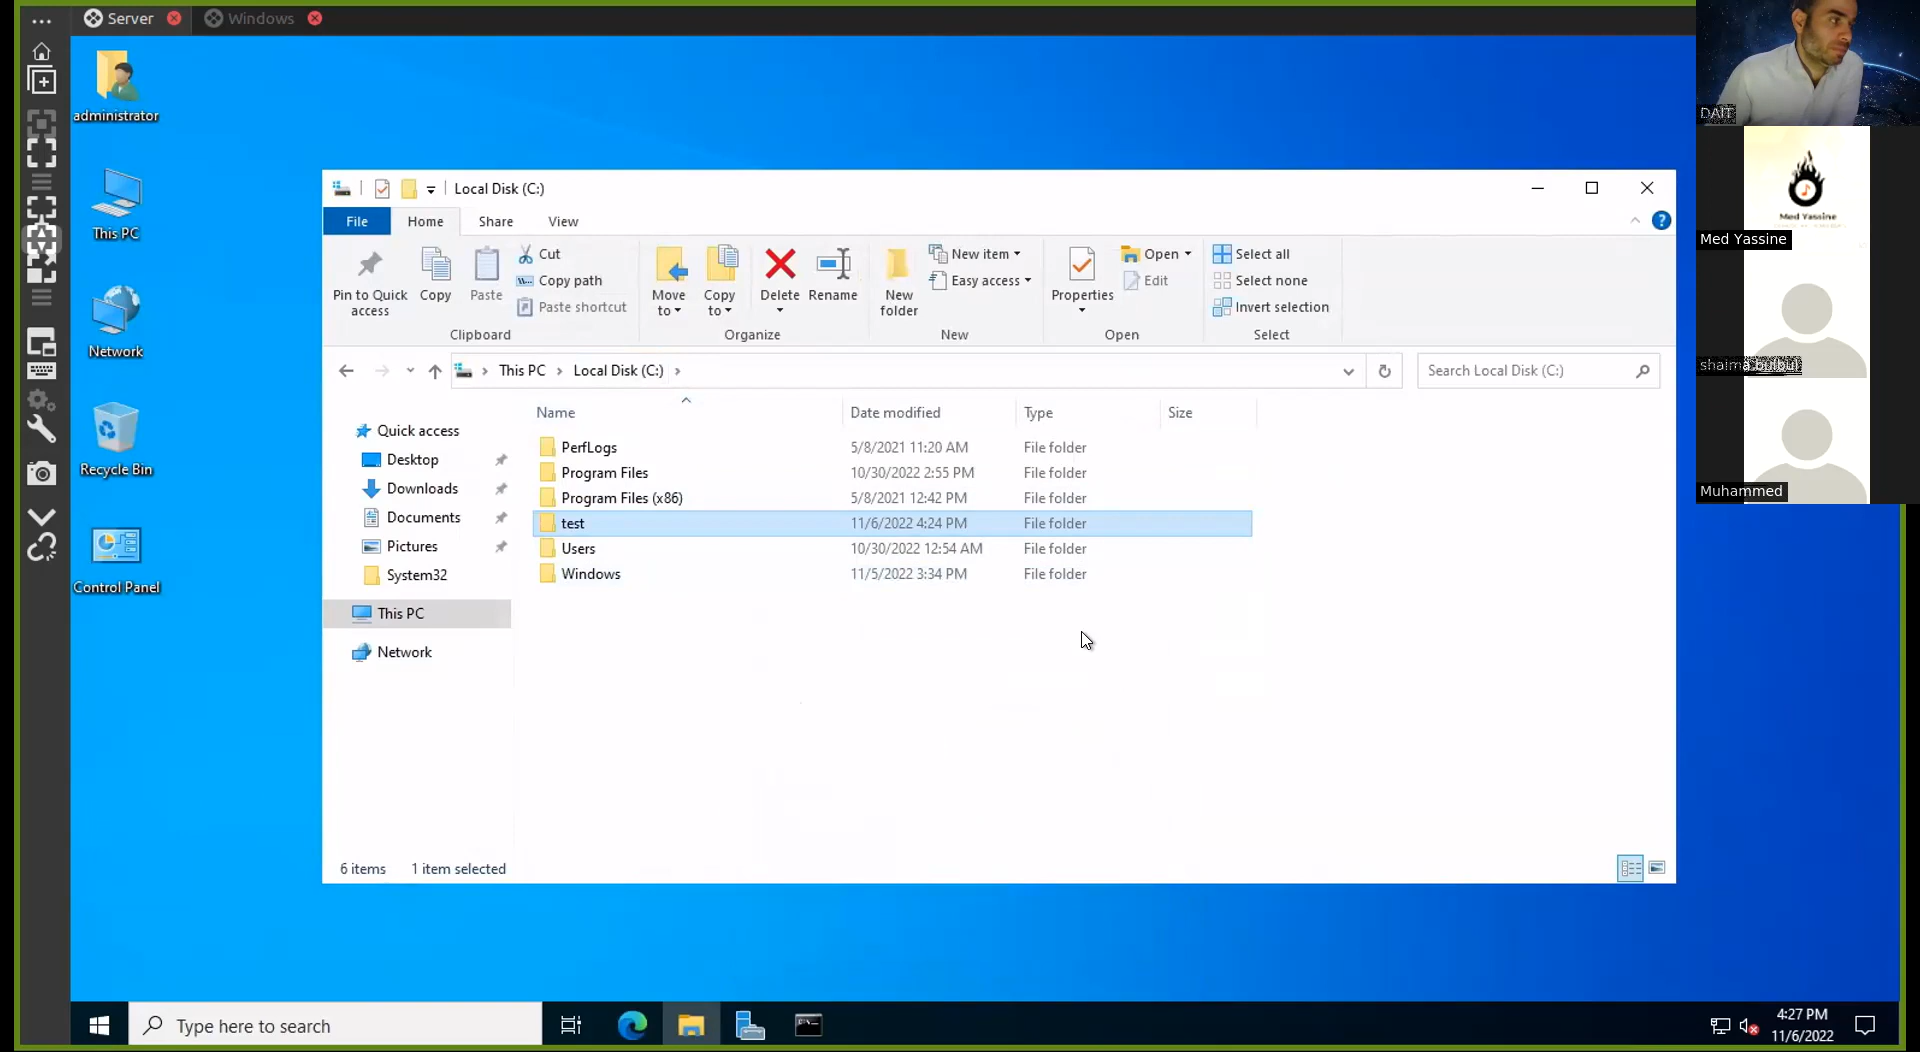 Server
Windows
administrator
This PC
Network
Recycle Bin
Control Panel
Local Disk (C:)
File
Home
Share
View
Pin to Quick access
Copy
Paste
Cut
Copy path
Paste shortcut
Clipboard
Move to
Copy to
Delete
Rename
Organize
New folder
New item
Easy access
New
Properties
Open
Edit
Open
Select all
Select none
Invert selection
Select
This PC
Local Disk (C:)
Search Local Disk (C:)
Name
Date modified
Type
Size
Quick access
Desktop
Downloads
Documents
Pictures
System32
This PC
Network
PerfLogs 5/8/2021 11:20 AM File folder
Program Files 10/30/2022 2:55 PM File folder
Program Files (x86) 5/8/2021 12:42 PM File folder
test 11/6/2022 4:24 PM File folder
Users 10/30/2022 12:54 AM File folder
Windows 11/5/2022 3:34 PM File folder
6 items 1 item selected
Type here to search
4:27 PM
11/6/2022
DAIT
Med Yassine
Med Yassine
shaima
Muhammed